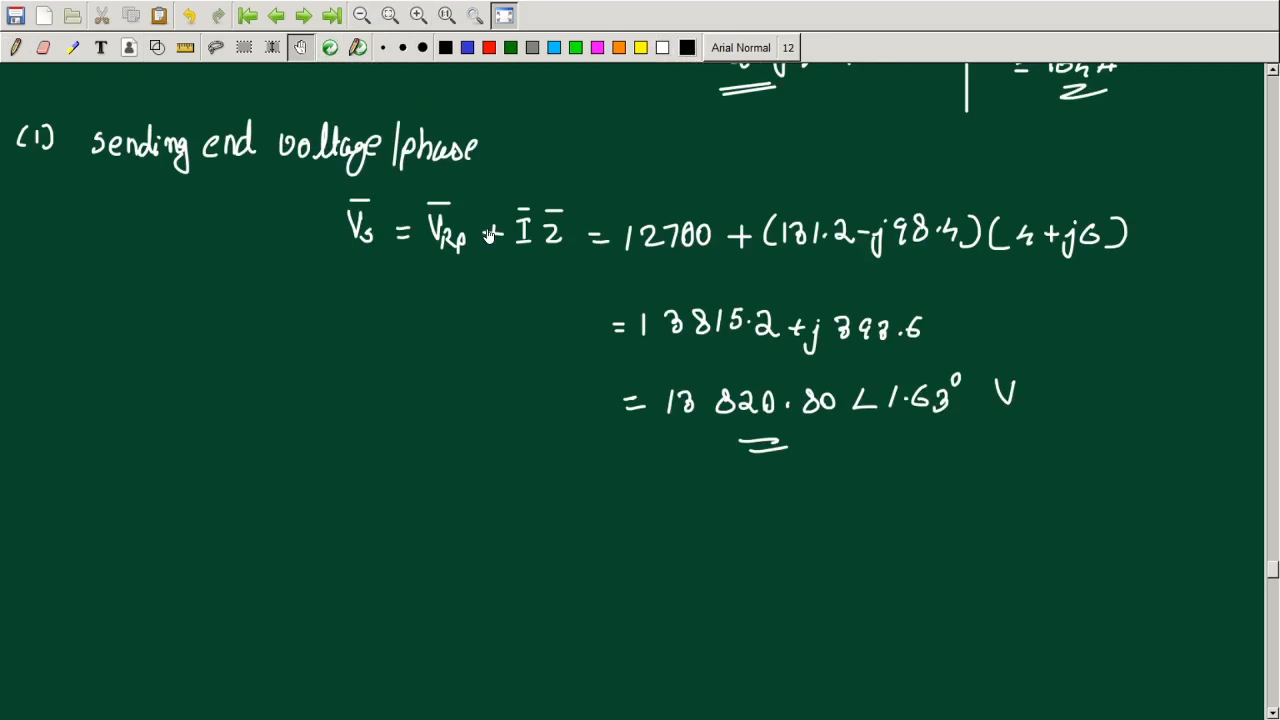 Arial Normal 12
= 164A
(1) sending end voltage/phase
V̅s = V̅Rp + I̅ Z̅ = 12700 + (131.2-j98.4)(4+j6)
= 13815.2+j393.6
= 13820.80∠1.63° V